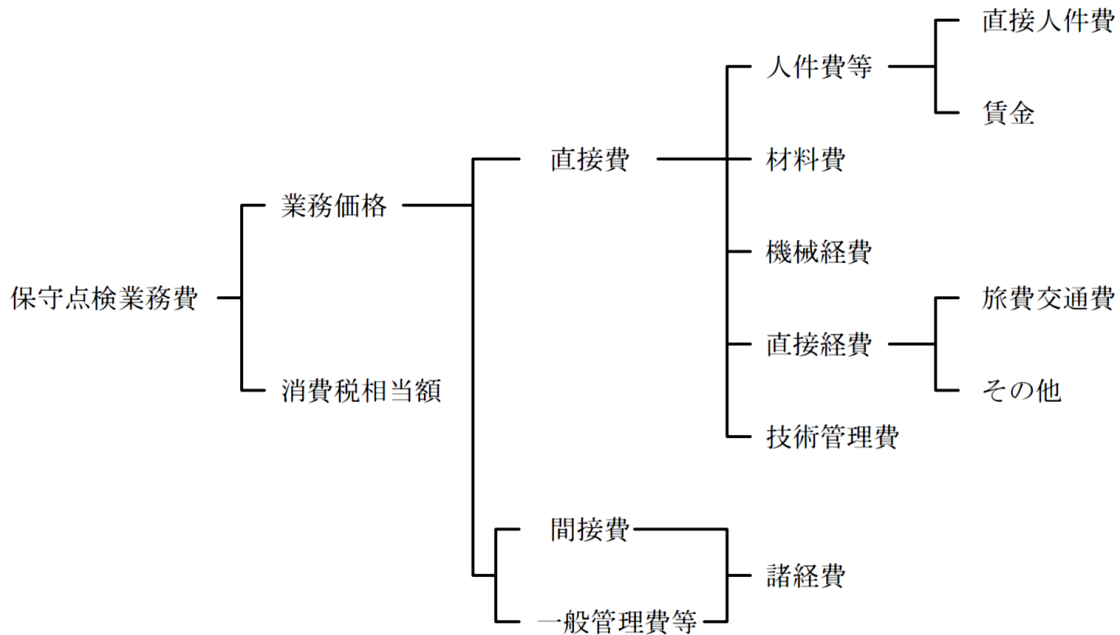 直接人件費
人件費等
賃金
直接費
材料費
業務価格
機械経費
保守点検業務費
旅費交通費
直接経費
消費税相当額
その他
技術管理費
間接費
諸経費
一般管理費等